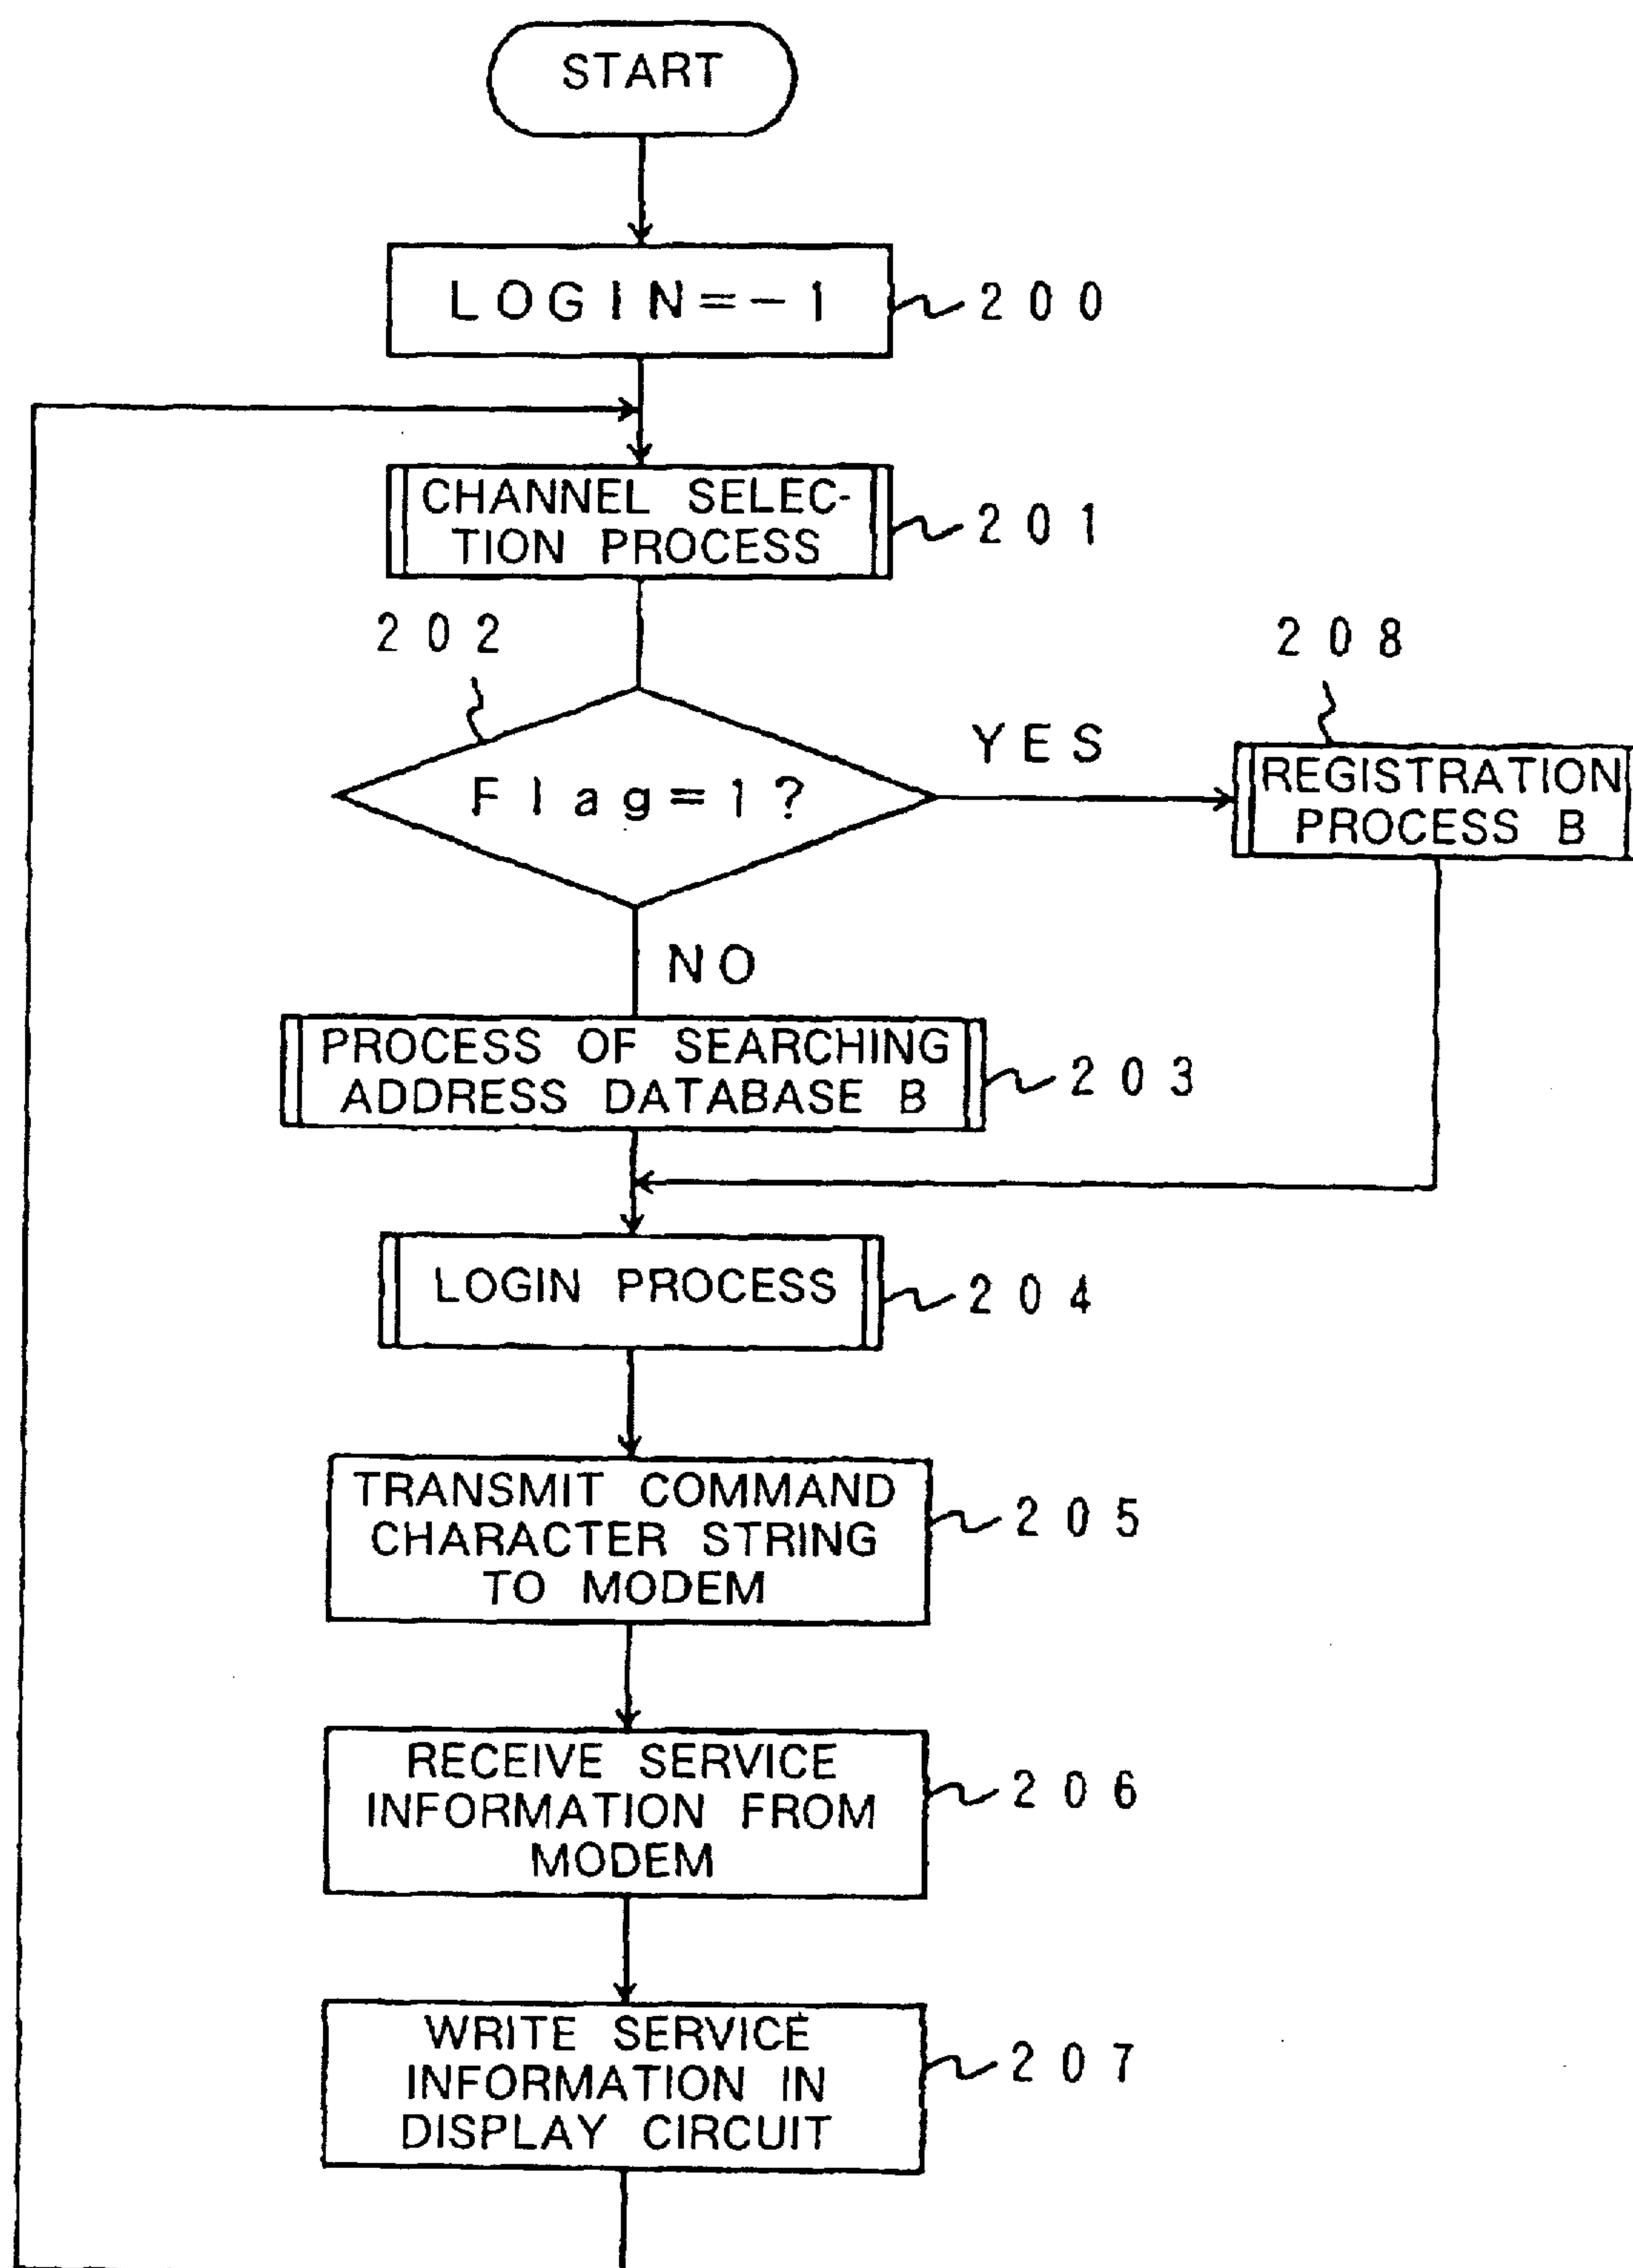 START
LOGIN=-1
200
CHANNEL SELEC-
TION PROCESS
201
202
Flag=1?
YES
208
REGISTRATION
PROCESS B
NO
PROCESS OF SEARCHING
ADDRESS DATABASE B
203
LOGIN PROCESS
204
TRANSMIT COMMAND
CHARACTER STRING
TO MODEM
205
RECEIVE SERVICE
INFORMATION FROM
MODEM
206
WRITE SERVICE
INFORMATION IN
DISPLAY CIRCUIT
207